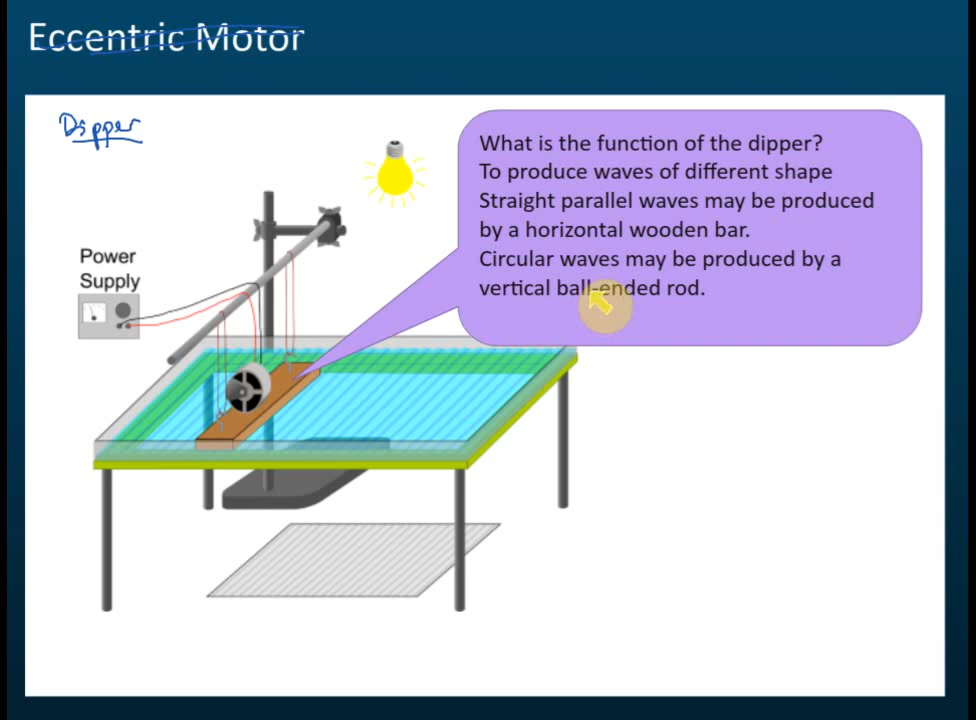 Eccentric Motor
Dipper
What is the function of the dipper?
To produce waves of different shape
Straight parallel waves may be produced
by a horizontal wooden bar.
Circular waves may be produced by a
vertical ball-ended rod.
Power
Supply